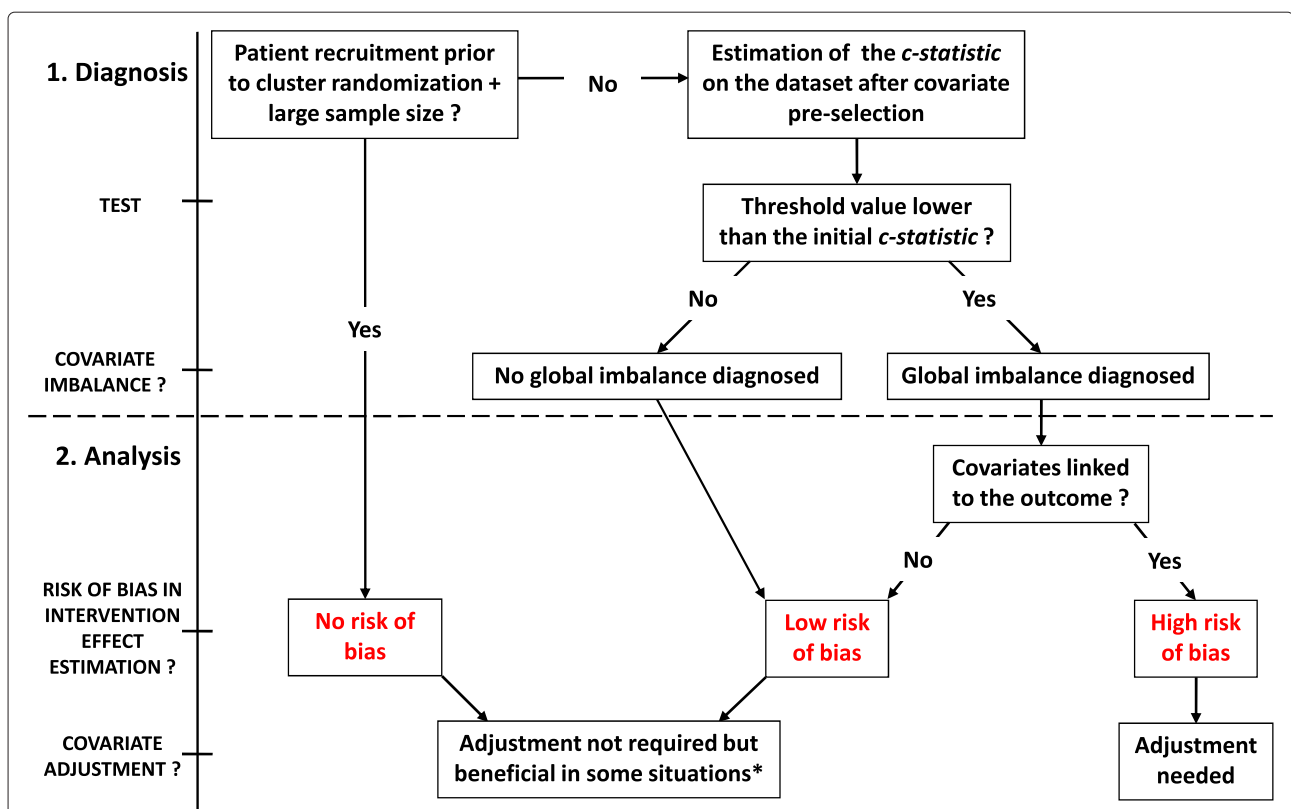 1. Diagnosis
Patient recruitment prior
to cluster randomization +
large sample size ?
No
Estimation of the c-statistic
on the dataset after covariate
pre-selection
TEST
Threshold value lower
than the initial c-statistic ?
No
Yes
Yes
COVARIATE
IMBALANCE ?
No global imbalance diagnosed
Global imbalance diagnosed
2. Analysis
Covariates linked
to the outcome ?
No
Yes
RISK OF BIAS IN
INTERVENTION
EFFECT
ESTIMATION ?
No risk of
bias
Low risk
of bias
High risk
of bias
COVARIATE
ADJUSTMENT ?
Adjustment not required but
beneficial in some situations*
Adjustment
needed